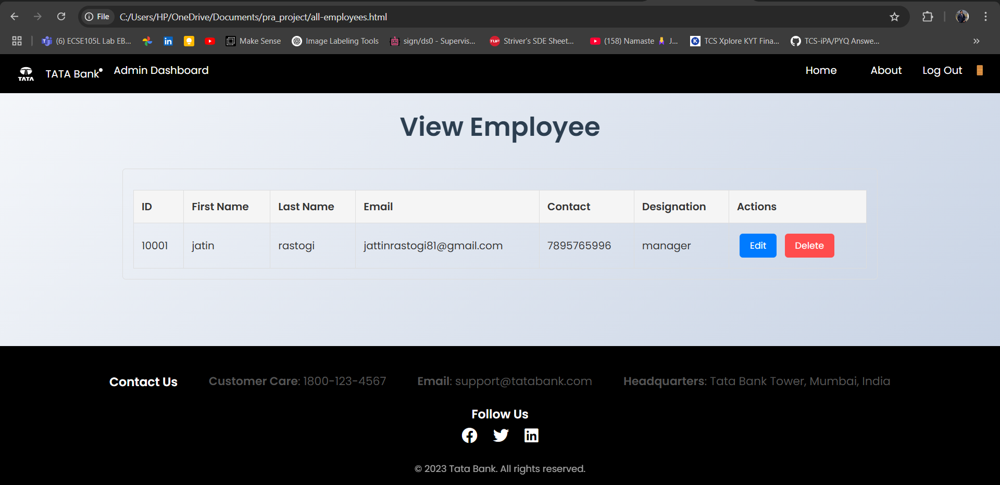 File C:/Users/HP/OneDrive/Documents/pra_project/all-employees.html
(6) ECSE105L Lab EB... Make Sense Image Labeling Tools sign/ds0 - Supervis... TUF Striver's SDE Sheet... (158) Namaste 🧘 J... K TCS Xplore KYT Fina... TCS-iPA/PYQ Answe...
TATA TATA Bank Admin Dashboard Home About Log Out
View Employee
ID First Name Last Name Email Contact Designation Actions
10001 jatin rastogi jattinrastogi81@gmail.com 7895765996 manager Edit Delete
Contact Us Customer Care: 1800-123-4567 Email: support@tatabank.com Headquarters: Tata Bank Tower, Mumbai, India
Follow Us
© 2023 Tata Bank. All rights reserved.